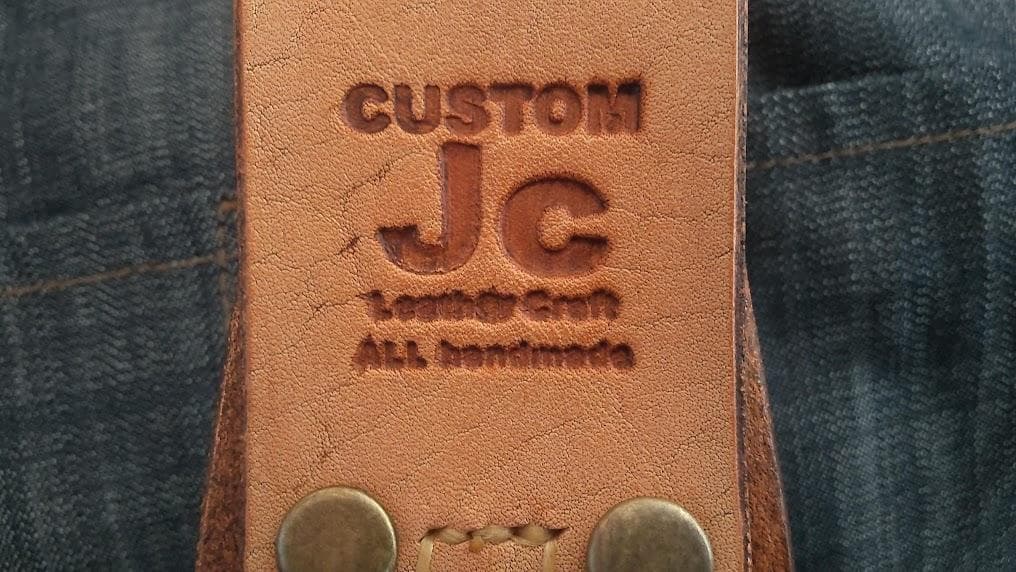 CUSTOM
Jc
Leather Craft
ALL handmade